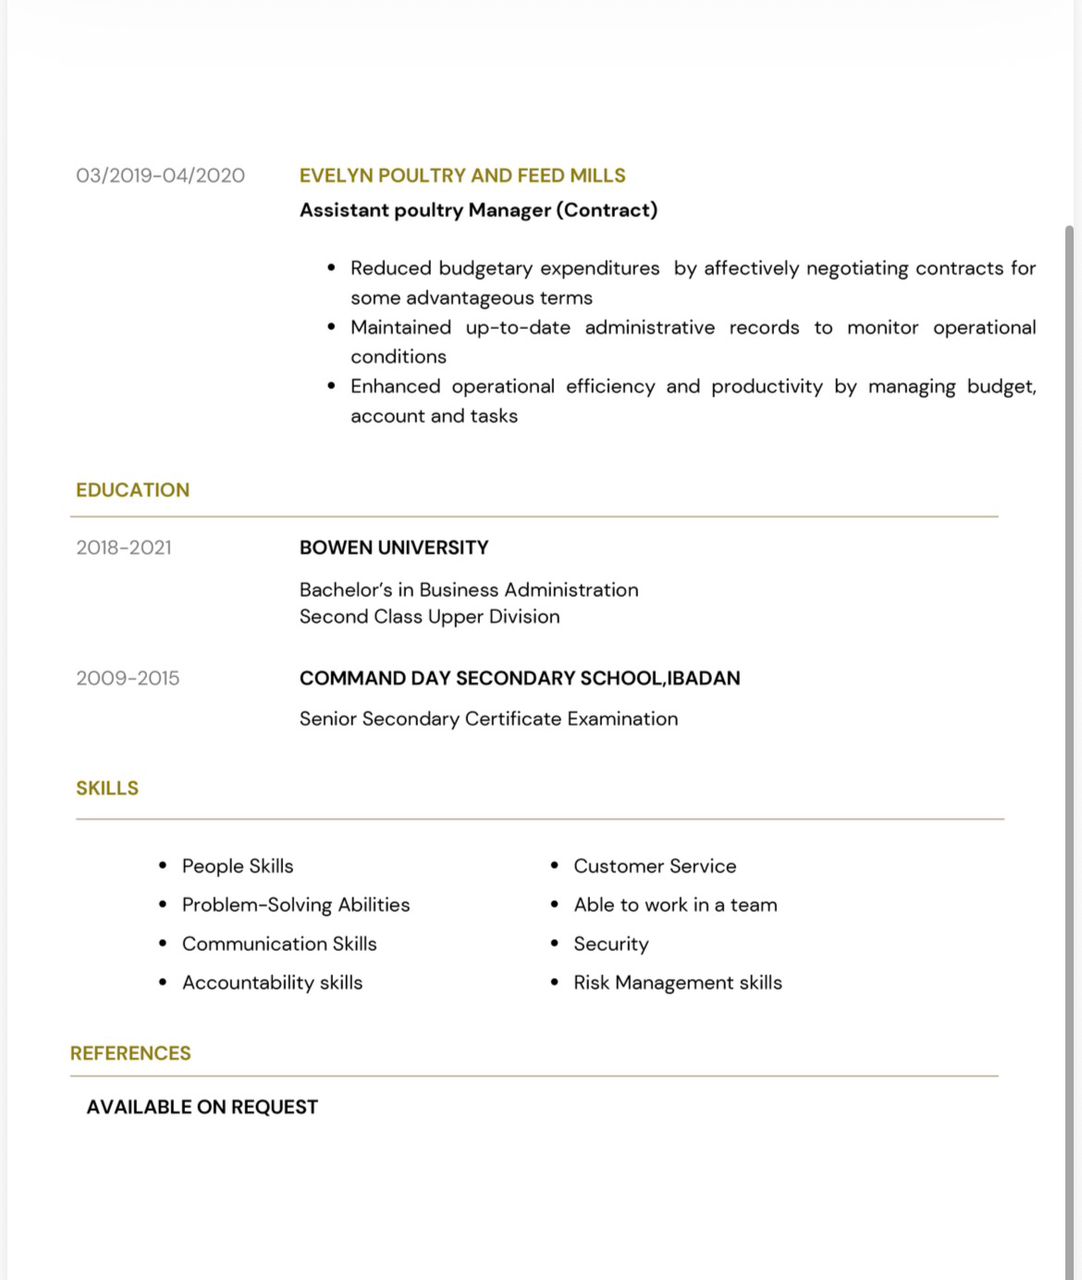 03/2019-04/2020
EVELYN POULTRY AND FEED MILLS
Assistant poultry Manager (Contract)
• Reduced budgetary expenditures by affectively negotiating contracts for
some advantageous terms
• Maintained up-to-date administrative records to monitor operational
conditions
• Enhanced operational efficiency and productivity by managing budget,
account and tasks
EDUCATION
2018-2021
BOWEN UNIVERSITY
Bachelor’s in Business Administration
Second Class Upper Division
2009-2015
COMMAND DAY SECONDARY SCHOOL,IBADAN
Senior Secondary Certificate Examination
SKILLS
• People Skills
• Problem-Solving Abilities
• Communication Skills
• Accountability skills
• Customer Service
• Able to work in a team
• Security
• Risk Management skills
REFERENCES
AVAILABLE ON REQUEST